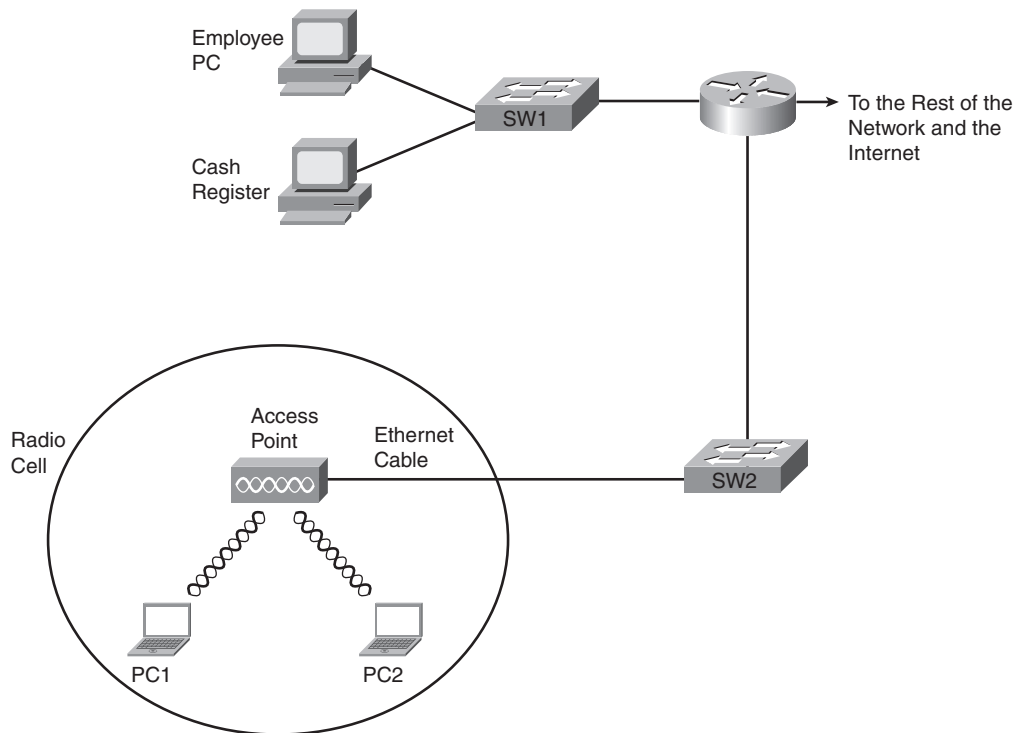 Employee
PC
SW1
To the Rest of the
Network and the
Internet
Cash
Register
Radio
Cell
Access
Point
Ethernet
Cable
SW2
PC1
PC2